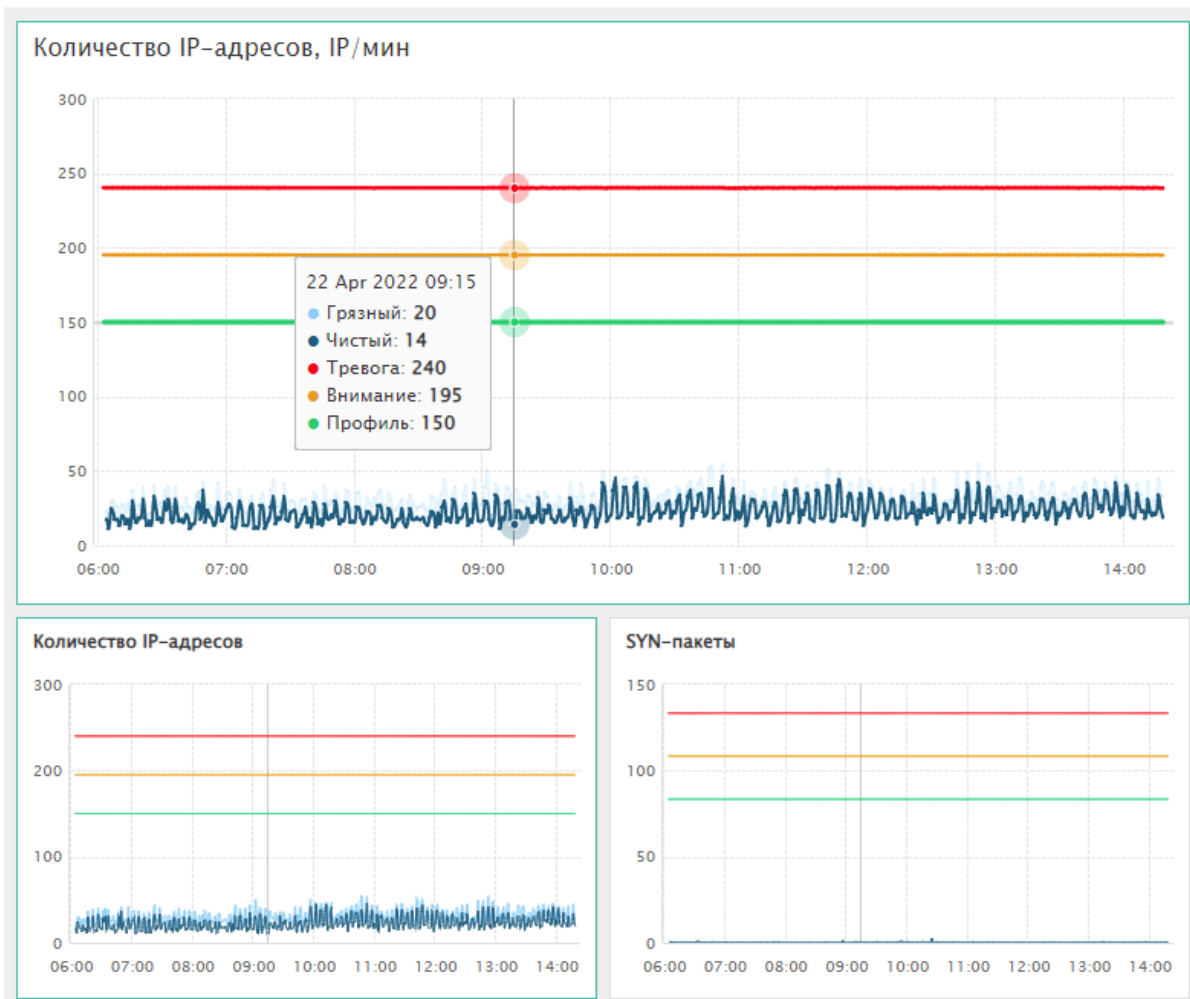 Количество IP-адресов, IP/мин
300
250
200
150
100
50
0
22 Apr 2022 09:15
Грязный: 20
Чистый: 14
Тревога: 240
Внимание: 195
Профиль: 150
06:00 07:00 08:00 09:00 10:00 11:00 12:00 13:00 14:00
Количество IP-адресов
300
200
100
0
06:00 07:00 08:00 09:00 10:00 11:00 12:00 13:00 14:00
SYN-пакеты
150
100
50
0
06:00 07:00 08:00 09:00 10:00 11:00 12:00 13:00 14:00